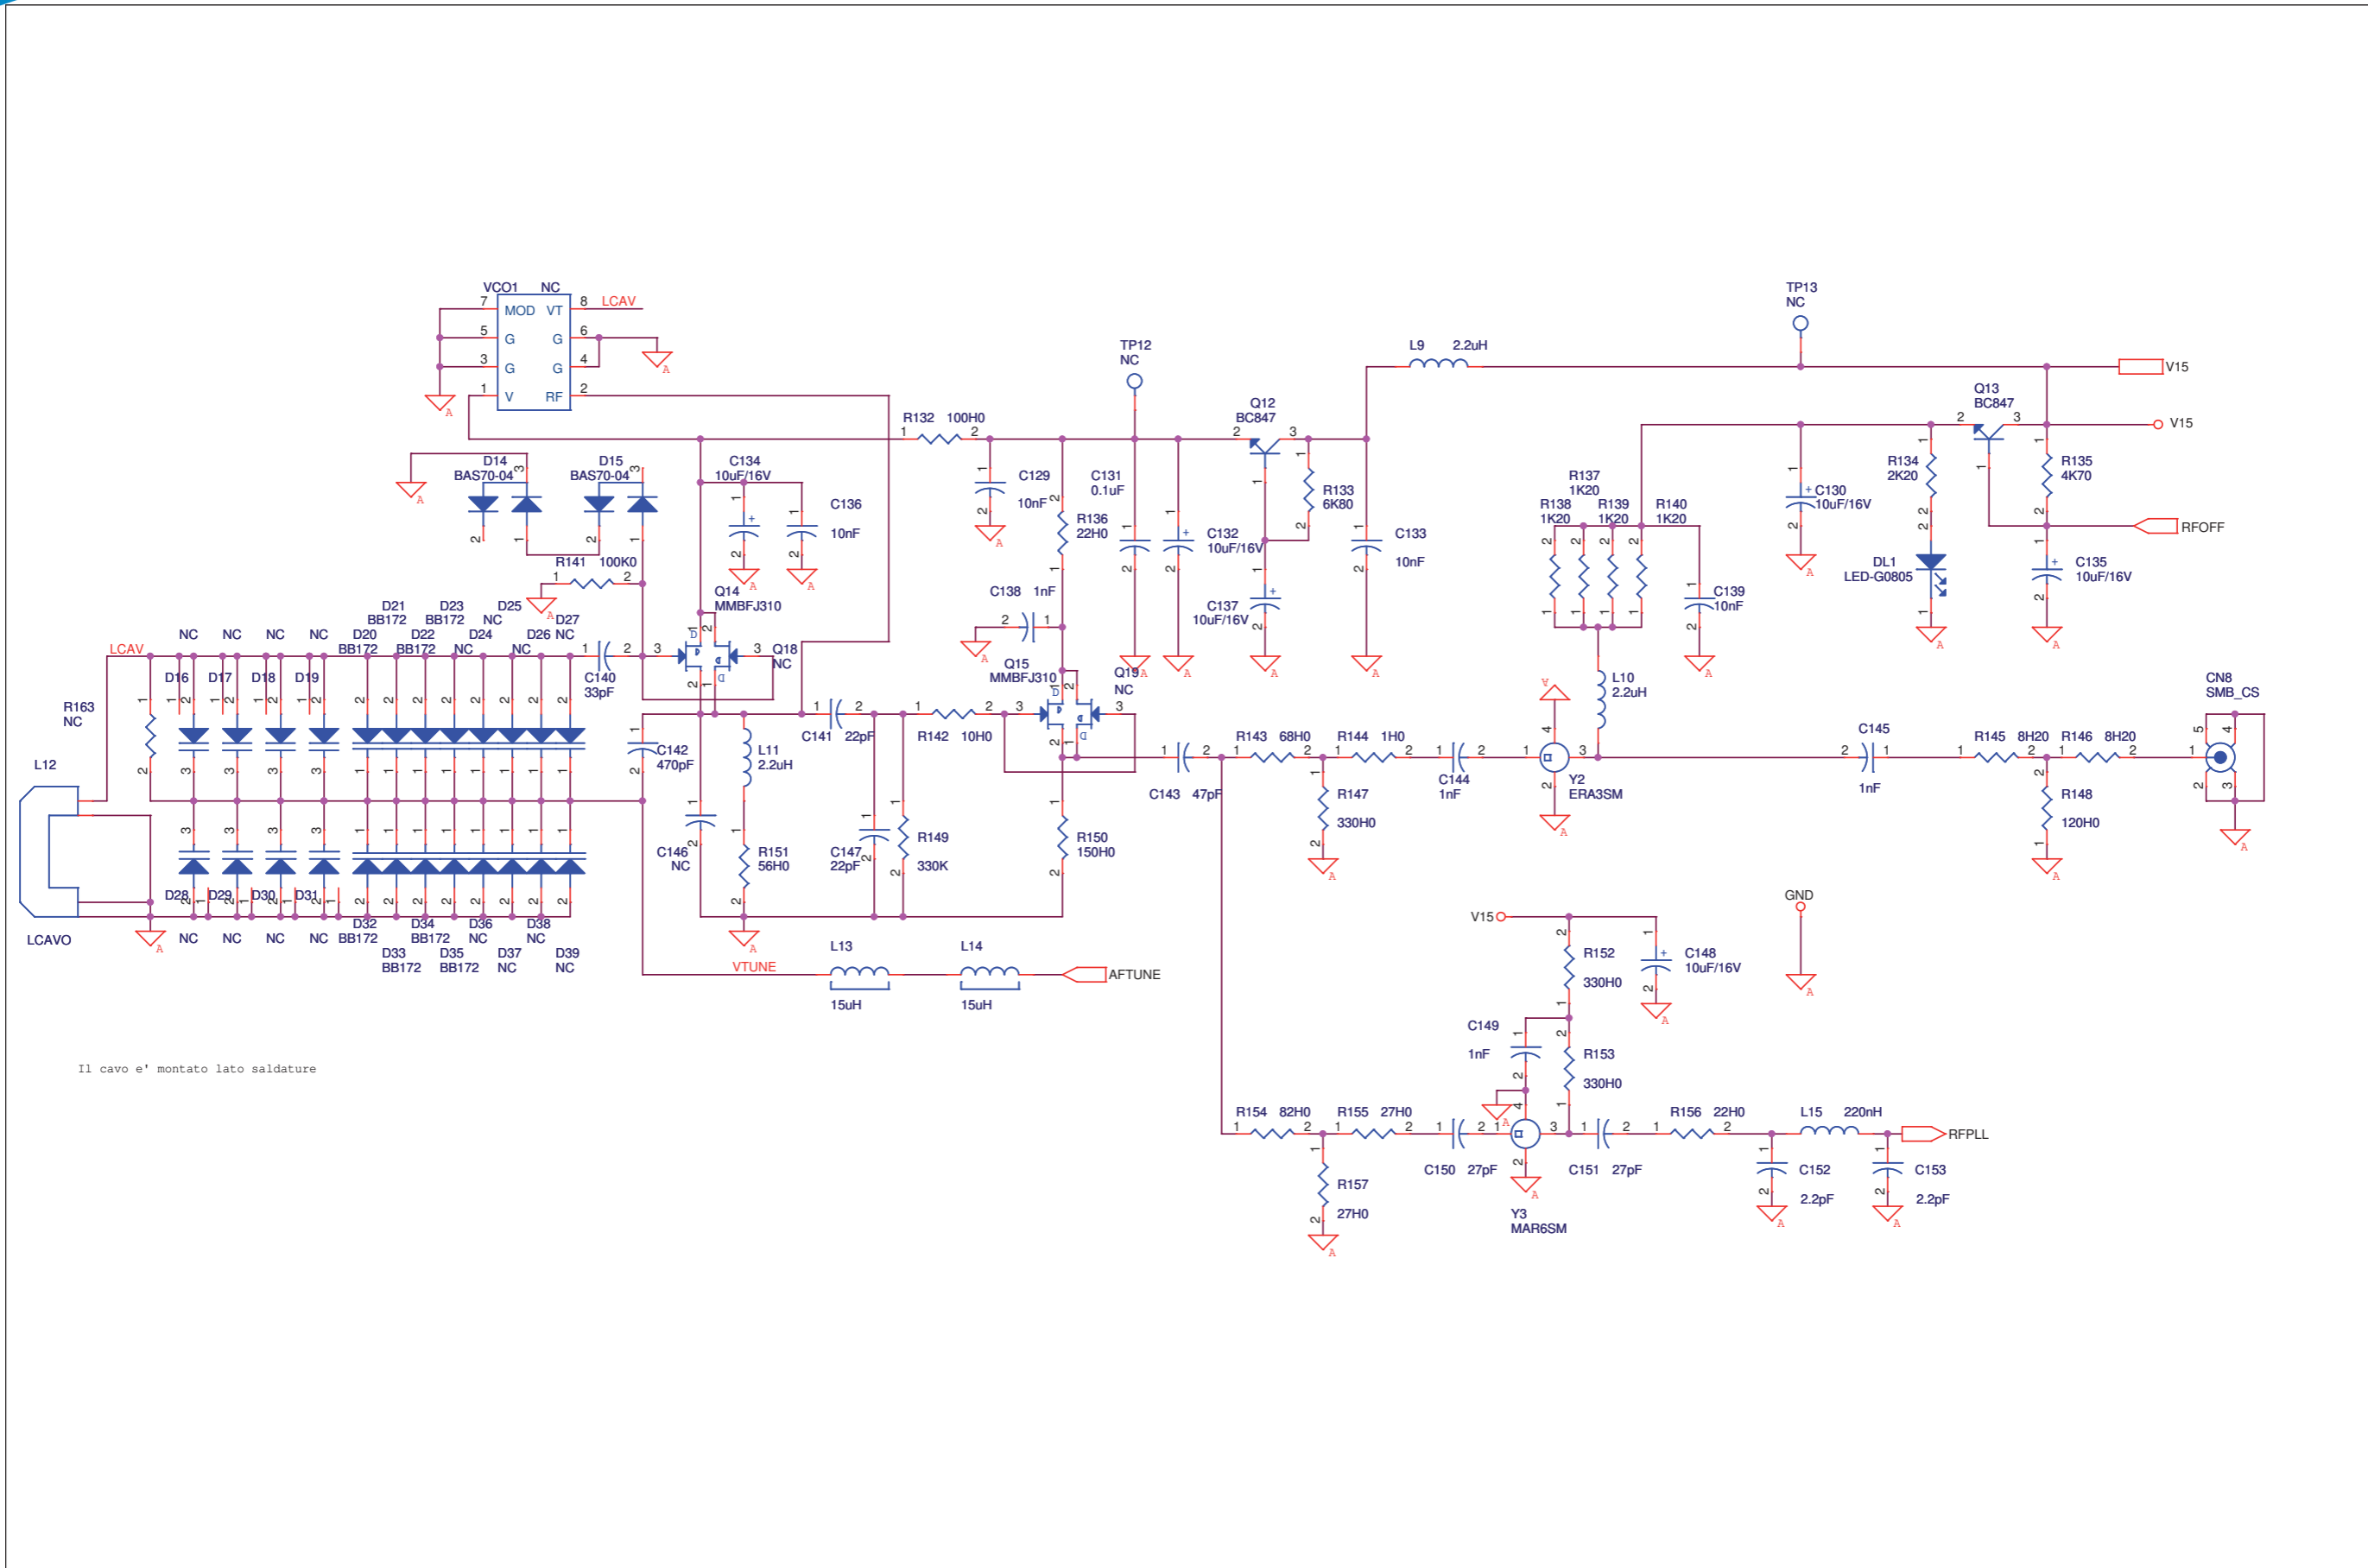 VCO1 NC
7 MOD VT 8 LCAV
5 G G 6
3 G G 4
1 V RF 2
A
A
TP12
NC
L9 2.2uH
TP13
NC
V15
Q12
BC847
Q13
BC847
V15
R132 100H0
D14
BAS70-04
D15
BAS70-04
C134
10uF/16V
C136
10nF
C129
10nF
C131
0.1uF
R136
22H0
C132
10uF/16V
R133
6K80
C133
10nF
R137
1K20
R138
1K20
R139
1K20
R140
1K20
C130
10uF/16V
R134
2K20
R135
4K70
RFOFF
DL1
LED-G0805
C135
10uF/16V
R141 100K0
Q14
MMBFJ310
C138 1nF
C137
10uF/16V
C139
10nF
D21
BB172
D23
BB172
D25
NC
D27
NC
NC NC NC NC
D20
BB172
D22
BB172
D24
NC
D26
NC
LCAV
D16 D17 D18 D19
C140
33pF
Q18
NC
Q15
MMBFJ310
Q19
NC
L10
2.2uH
CN8
SMB_CS
R163
NC
C142
470pF
L11
2.2uH
C141 22pF
R142 10H0
C143 47pF
R143 68H0
R144 1H0
C144
1nF
Y2
ERA3SM
C145
1nF
R145 8H20
R146 8H20
L12
R147
330H0
R148
120H0
C146
NC
R151
56H0
C147
22pF
R149
330K
R150
150H0
D28 D29 D30 D31
LCAVO
NC NC NC NC
D32
BB172
D34
BB172
D36
NC
D38
NC
D33
BB172
D35
BB172
D37
NC
D39
NC
VTUNE
L13
15uH
L14
15uH
AFTUNE
V15
R152
330H0
C148
10uF/16V
GND
C149
1nF
R153
330H0
Il cavo e' montato lato saldature
R154 82H0
R155 27H0
R156 22H0
L15 220nH
RFPLL
C150 27pF
C151 27pF
C152
2.2pF
C153
2.2pF
R157
27H0
Y3
MAR6SM